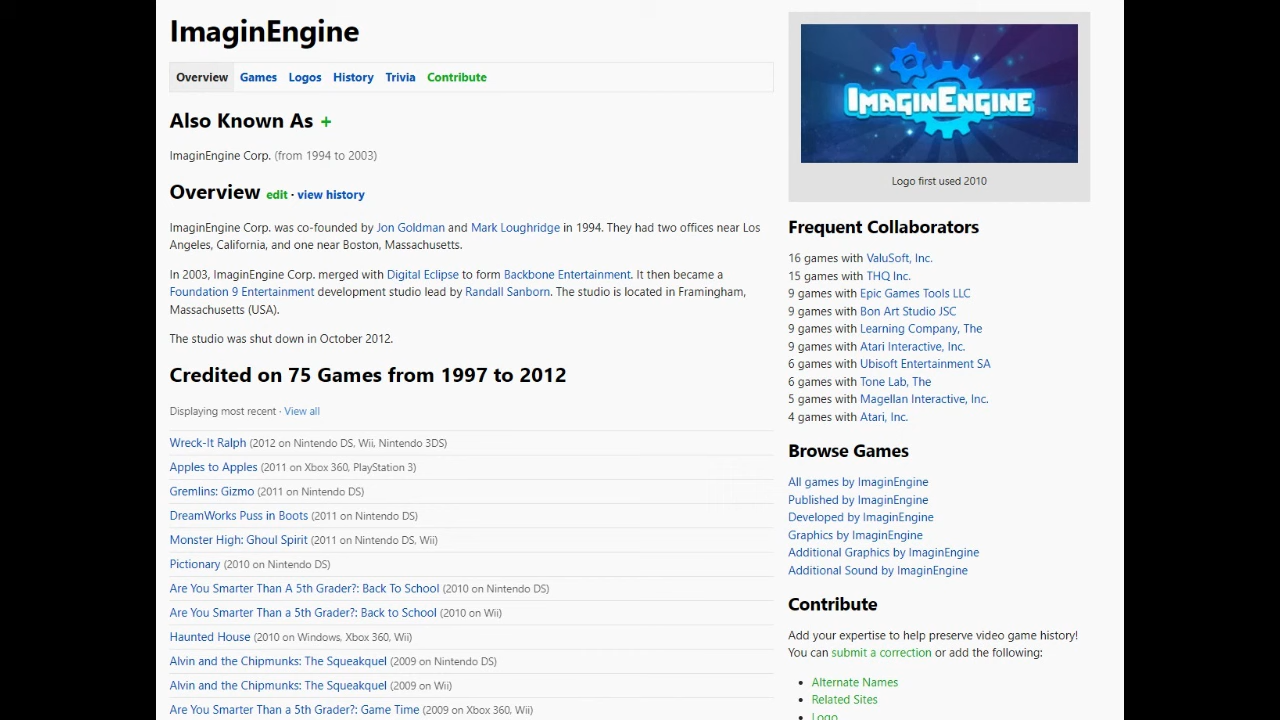 ImaginEngine
Overview Games Logos History Trivia Contribute
Also Known As +
ImaginEngine Corp. (from 1994 to 2003)
Overview edit · view history
ImaginEngine Corp. was co-founded by Jon Goldman and Mark Loughridge in 1994. They had two offices near Los
Angeles, California, and one near Boston, Massachusetts.
In 2003, ImaginEngine Corp. merged with Digital Eclipse to form Backbone Entertainment. It then became a
Foundation 9 Entertainment development studio lead by Randall Sanborn. The studio is located in Framingham,
Massachusetts (USA).
The studio was shut down in October 2012.
Credited on 75 Games from 1997 to 2012
Displaying most recent · View all
Wreck-It Ralph (2012 on Nintendo DS, Wii, Nintendo 3DS)
Apples to Apples (2011 on Xbox 360, PlayStation 3)
Gremlins: Gizmo (2011 on Nintendo DS)
DreamWorks Puss in Boots (2011 on Nintendo DS)
Monster High: Ghoul Spirit (2011 on Nintendo DS, Wii)
Pictionary (2010 on Nintendo DS)
Are You Smarter Than A 5th Grader?: Back To School (2010 on Nintendo DS)
Are You Smarter Than a 5th Grader?: Back to School (2010 on Wii)
Haunted House (2010 on Windows, Xbox 360, Wii)
Alvin and the Chipmunks: The Squeakquel (2009 on Nintendo DS)
Alvin and the Chipmunks: The Squeakquel (2009 on Wii)
Are You Smarter Than a 5th Grader?: Game Time (2009 on Xbox 360, Wii)
IMAGINENGINE
Logo first used 2010
Frequent Collaborators
16 games with ValuSoft, Inc.
15 games with THQ Inc.
9 games with Epic Games Tools LLC
9 games with Bon Art Studio JSC
9 games with Learning Company, The
9 games with Atari Interactive, Inc.
6 games with Ubisoft Entertainment SA
6 games with Tone Lab, The
5 games with Magellan Interactive, Inc.
4 games with Atari, Inc.
Browse Games
All games by ImaginEngine
Published by ImaginEngine
Developed by ImaginEngine
Graphics by ImaginEngine
Additional Graphics by ImaginEngine
Additional Sound by ImaginEngine
Contribute
Add your expertise to help preserve video game history!
You can submit a correction or add the following:
• Alternate Names
• Related Sites
• Logo